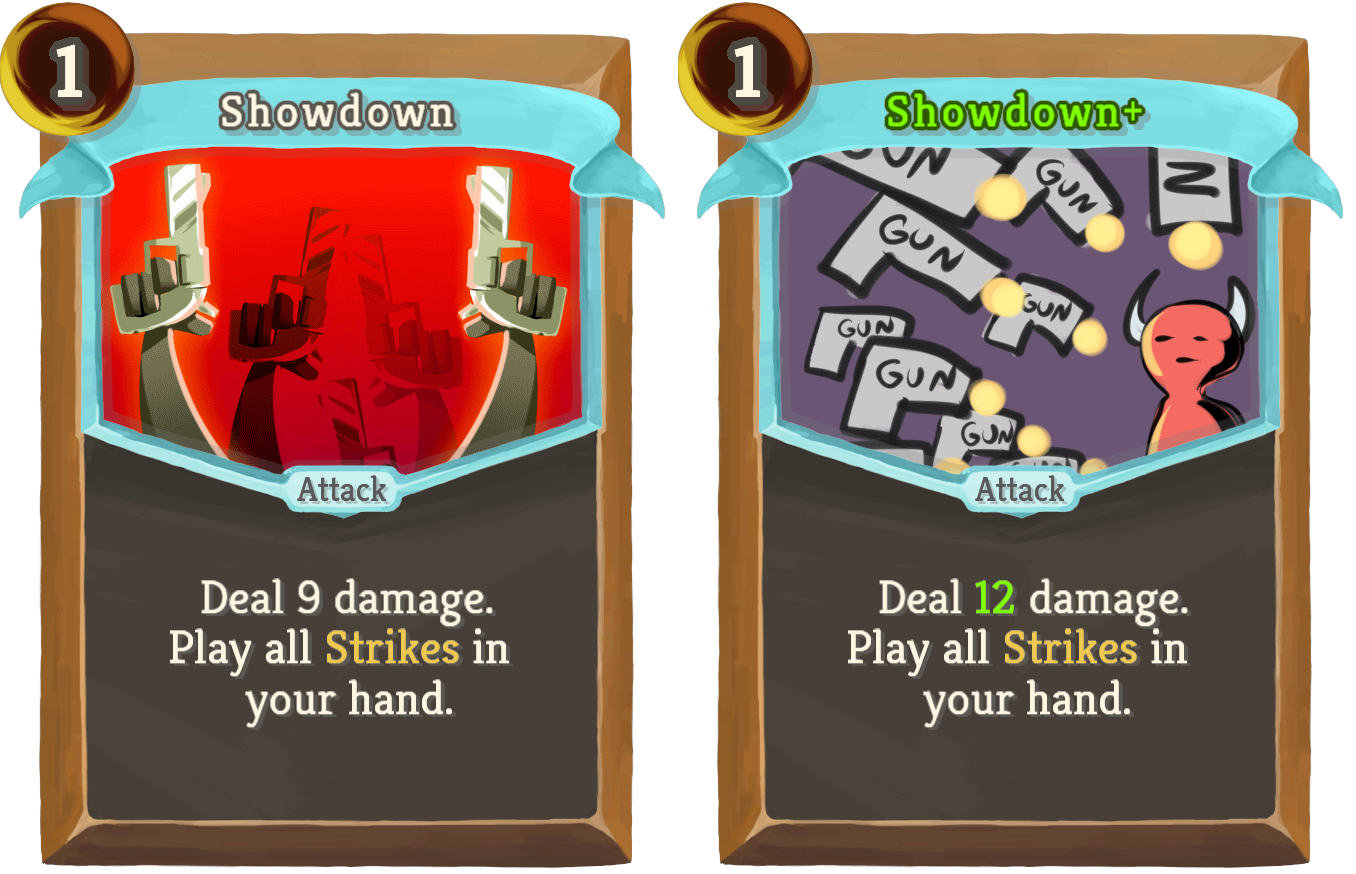 1
Showdown
Attack
Deal 9 damage.
Play all Strikes in
your hand.
1
Showdown+
GUN
GUN
N
GUN
GUN
GUN
GUN
GUN
Attack
Deal 12 damage.
Play all Strikes in
your hand.